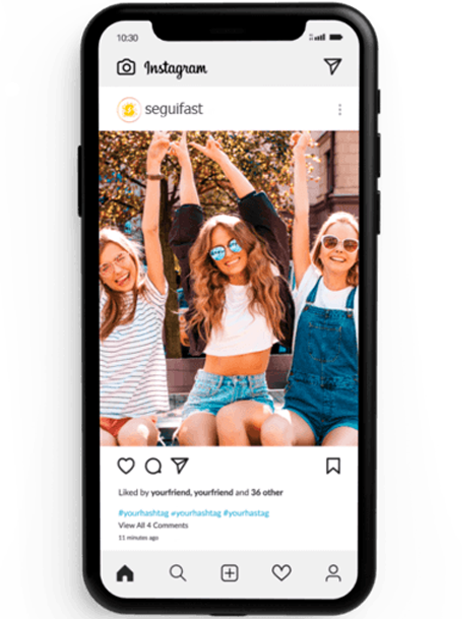 10:30
Instagram
seguifast
Liked by yourfriend, yourfriend and 36 other
#yourhashtag #yourhashtag #yourhastag
View All 4 Comments
11 minutes ago